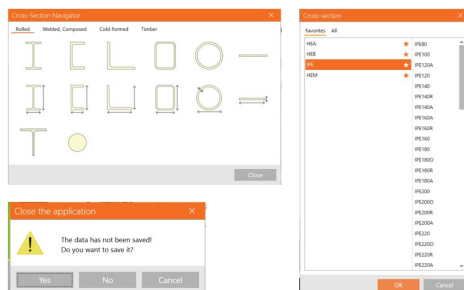 Cross-Section Navigator
Rolled Welded, Composed Cold-formed Timber
Close
Close the application
The data has not been saved!
Do you want to save it?
Yes No Cancel
Cross-section
Favorites All
HEA
HEB
IPE
HEM
IPE80
IPE100
IPE120A
IPE120
IPE140
IPE140R
IPE140A
IPE160A
IPE160R
IPE160
IPE180
IPE180O
IPE180R
IPE180A
IPE200
IPE200O
IPE200R
IPE200A
IPE220
IPE220O
IPE220R
IPE220A
OK Cancel